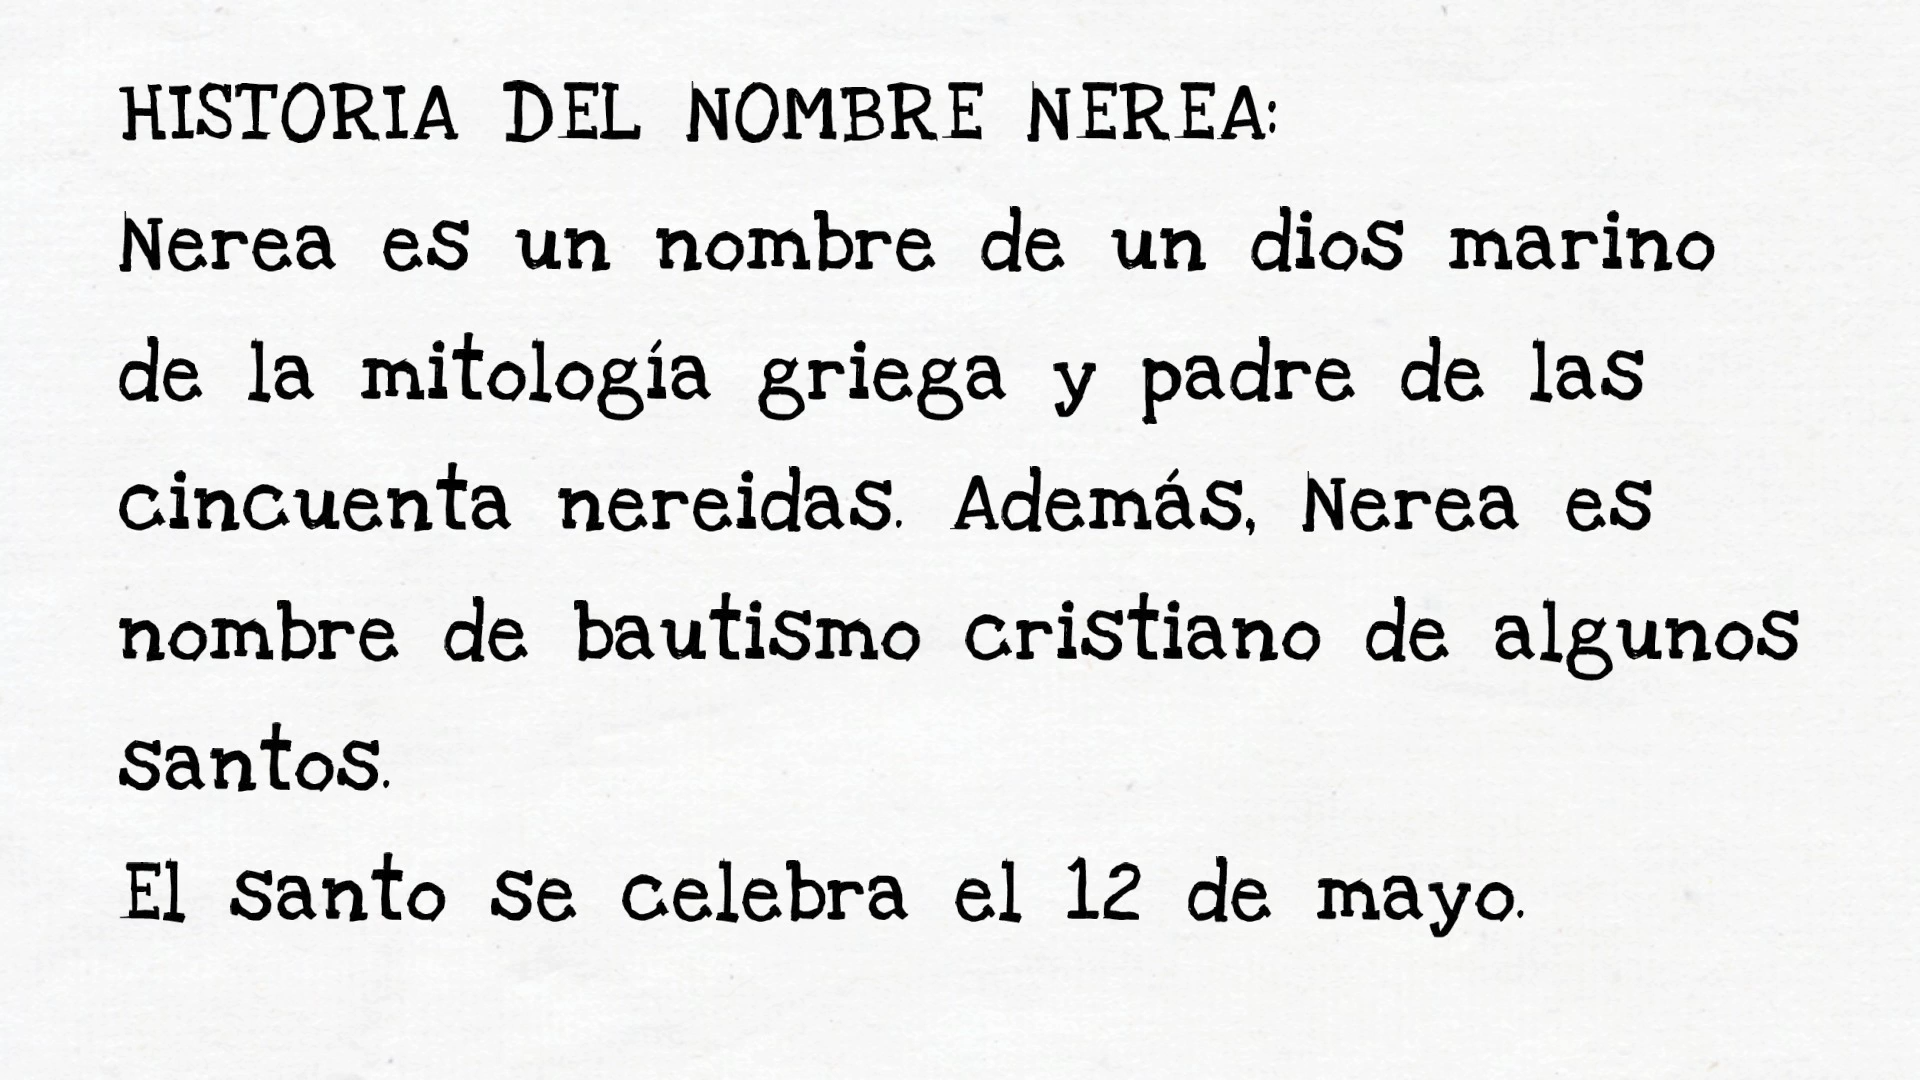 HISTORIA DEL NOMBRE NEREA:
Nerea es un nombre de un dios marino
de la mitología griega y padre de las
cincuenta nereidas. Además, Nerea es
nombre de bautismo cristiano de algunos
santos.
El santo se celebra el 12 de mayo.